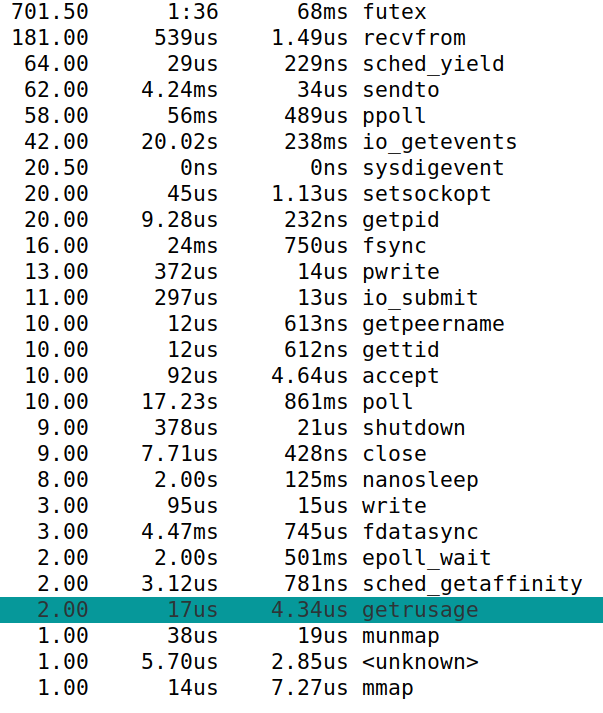 701.50 1:36 68ms futex
181.00 539us 1.49us recvfrom
64.00 29us 229ns sched_yield
62.00 4.24ms 34us sendto
58.00 56ms 489us ppoll
42.00 20.02s 238ms io_getevents
20.50 0ns 0ns sysdigevent
20.00 45us 1.13us setsockopt
20.00 9.28us 232ns getpid
16.00 24ms 750us fsync
13.00 372us 14us pwrite
11.00 297us 13us io_submit
10.00 12us 613ns getpeername
10.00 12us 612ns gettid
10.00 92us 4.64us accept
10.00 17.23s 861ms poll
9.00 378us 21us shutdown
9.00 7.71us 428ns close
8.00 2.00s 125ms nanosleep
3.00 95us 15us write
3.00 4.47ms 745us fdatasync
2.00 2.00s 501ms epoll_wait
2.00 3.12us 781ns sched_getaffinity
2.00 17us 4.34us getrusage
1.00 38us 19us munmap
1.00 5.70us 2.85us <unknown>
1.00 14us 7.27us mmap